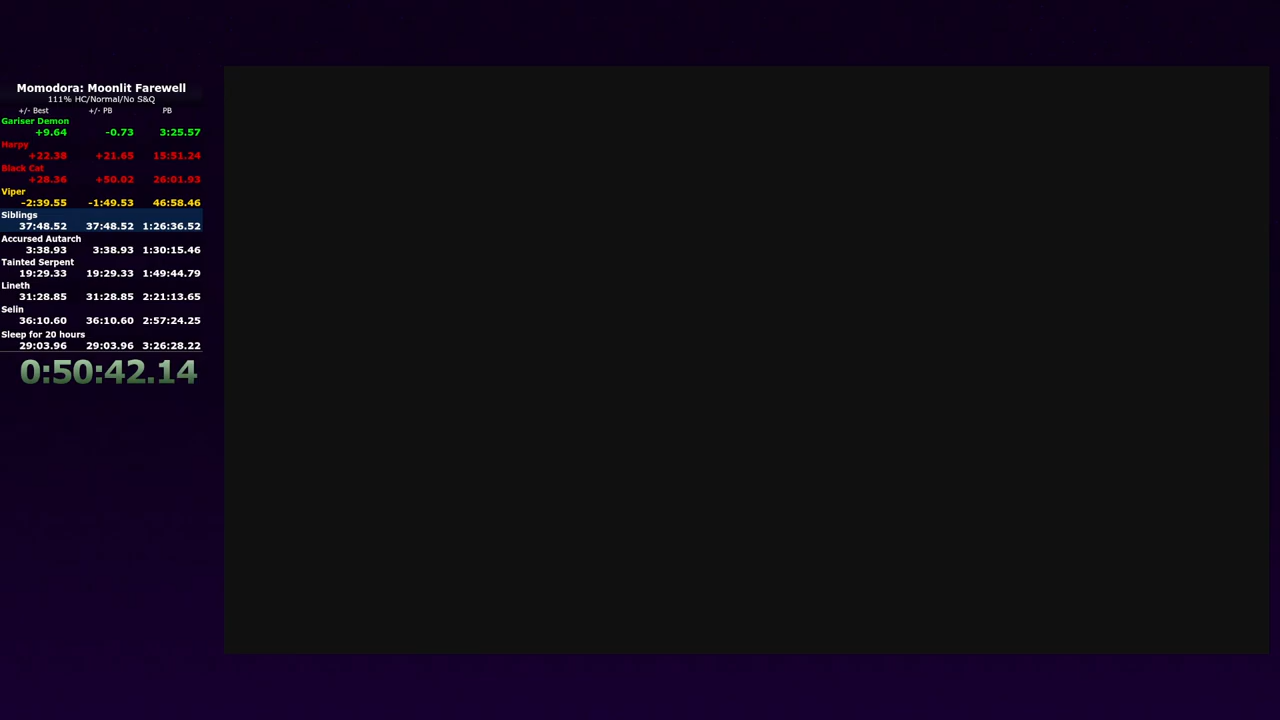 Momodora: Moonlit Farewell
111% HC/Normal/No S&Q
+/- Best +/- PB PB
Gariser Demon
+9.64 -0.73 3:25.57
Harpy
+22.38 +21.65 15:51.24
Black Cat
+28.36 +50.02 26:01.93
Viper
-2:39.55 -1:49.53 46:58.46
Siblings
37:48.52 37:48.52 1:26:36.52
Accursed Autarch
3:38.93 3:38.93 1:30:15.46
Tainted Serpent
19:29.33 19:29.33 1:49:44.79
Lineth
31:28.85 31:28.85 2:21:13.65
Selin
36:10.60 36:10.60 2:57:24.25
Sleep for 20 hours
29:03.96 29:03.96 3:26:28.22
0:50:42.14